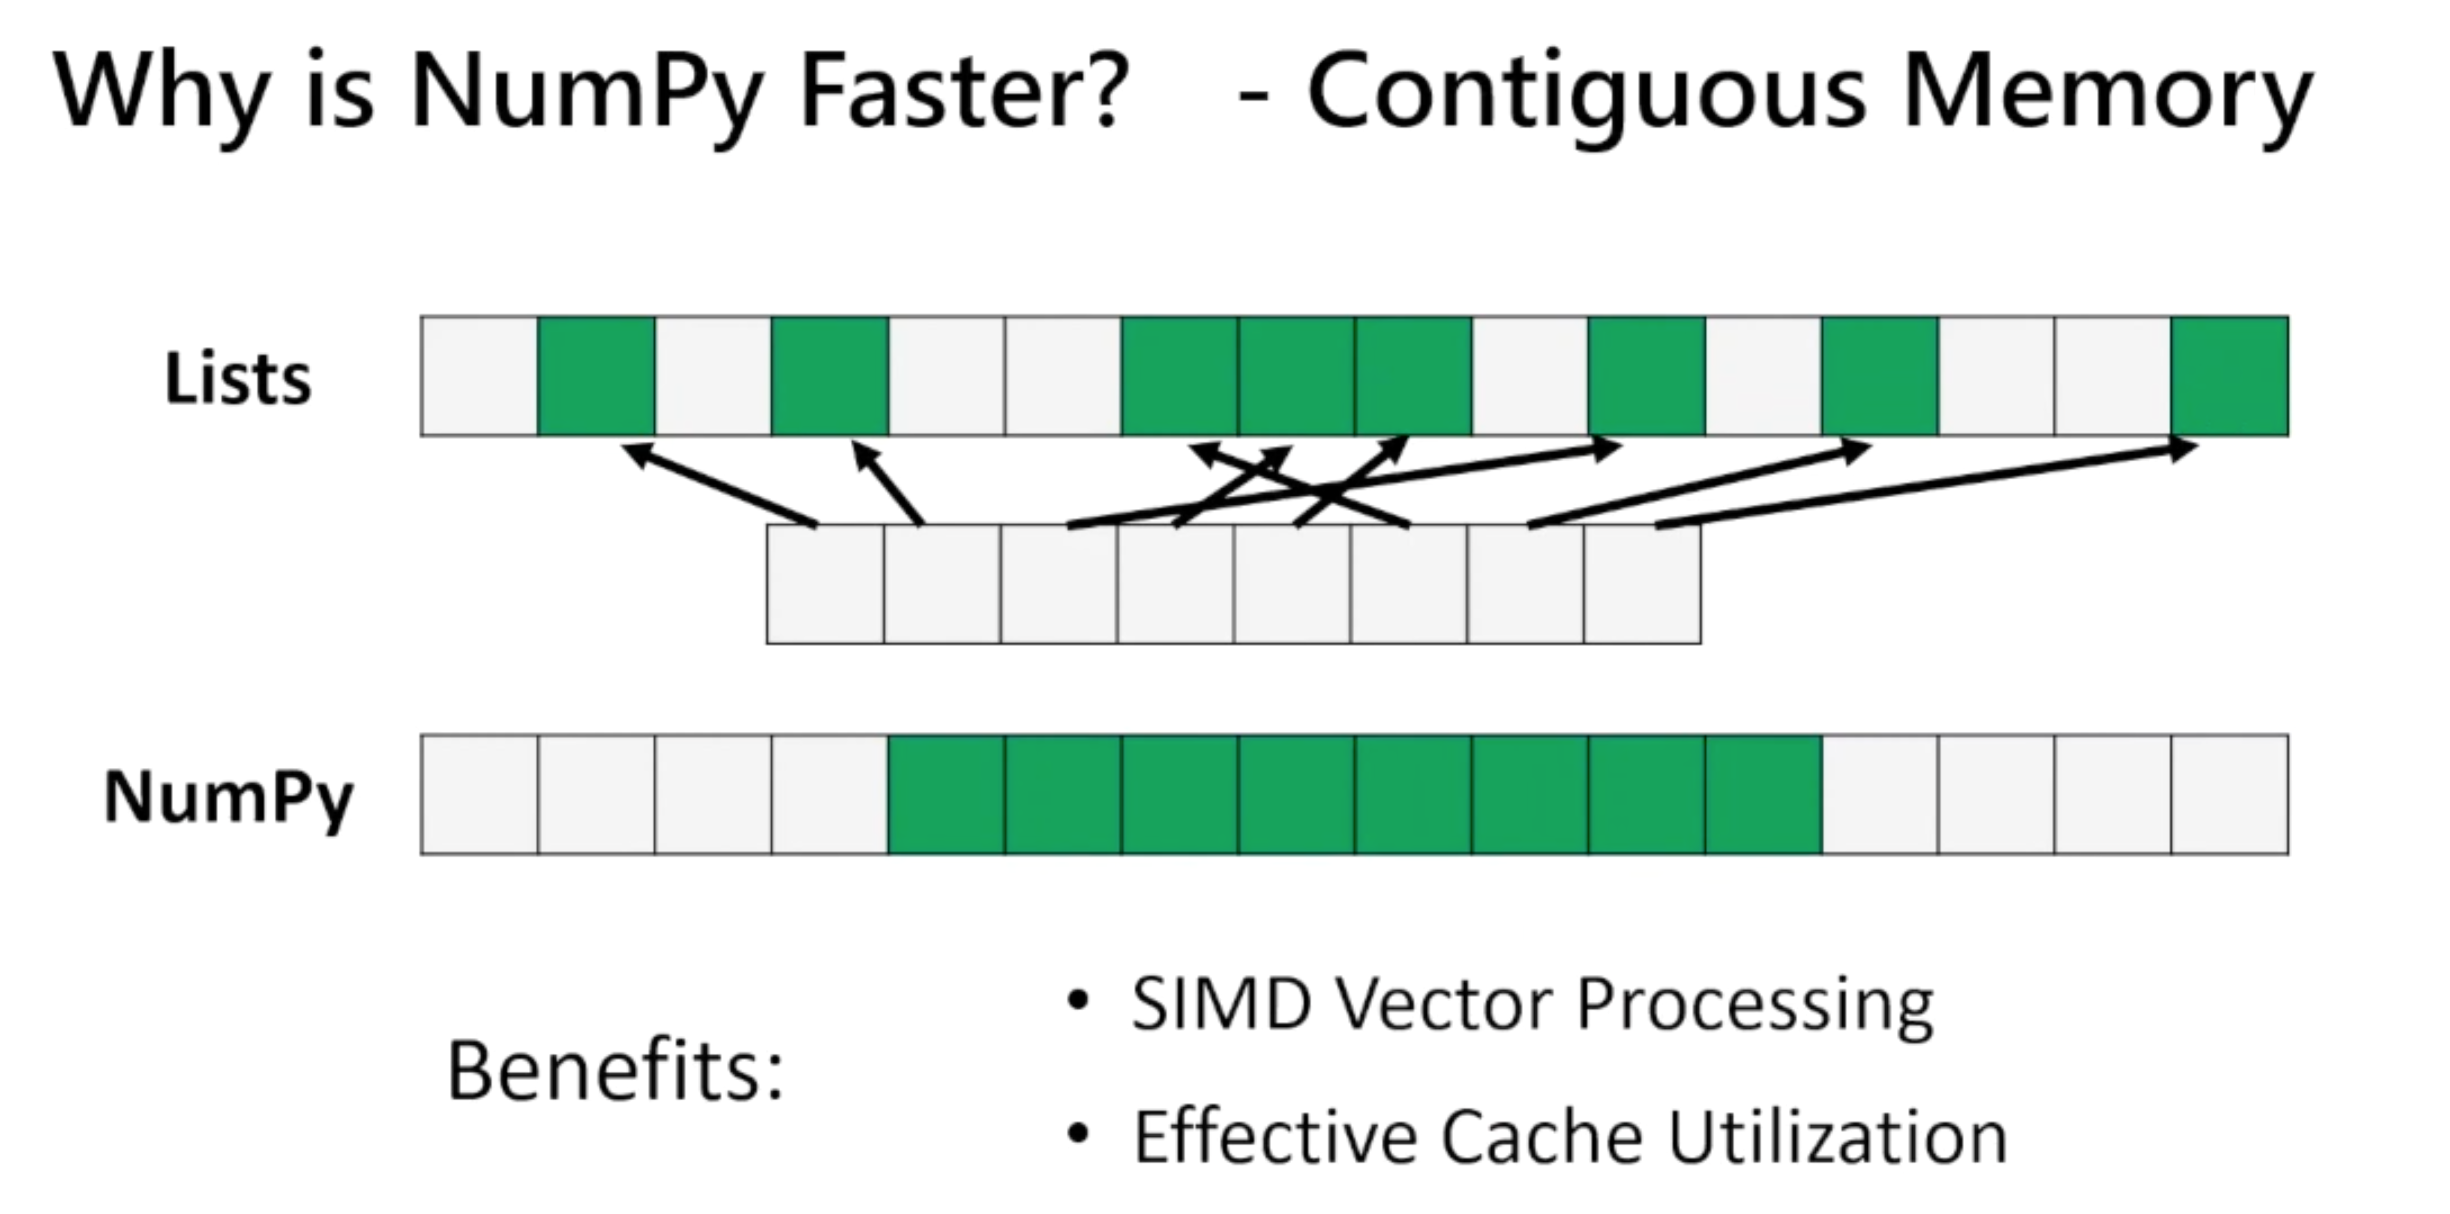 Why is NumPy Faster? - Contiguous Memory
Lists
NumPy
Benefits:
• SIMD Vector Processing
• Effective Cache Utilization